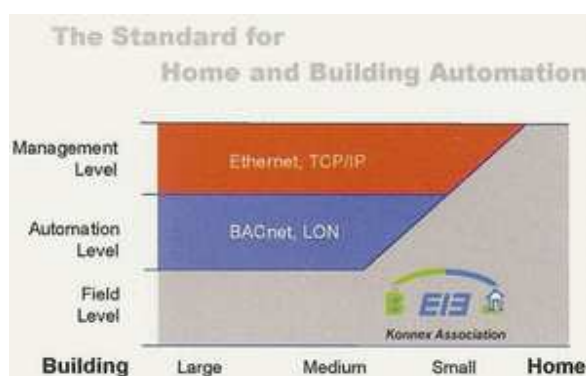 The Standard for
Home and Building Automation
Management
Level
Ethernet, TCP/IP
Automation
Level
BACnet, LON
Field
Level
EIB
Konnex Association
Building Large Medium Small Home